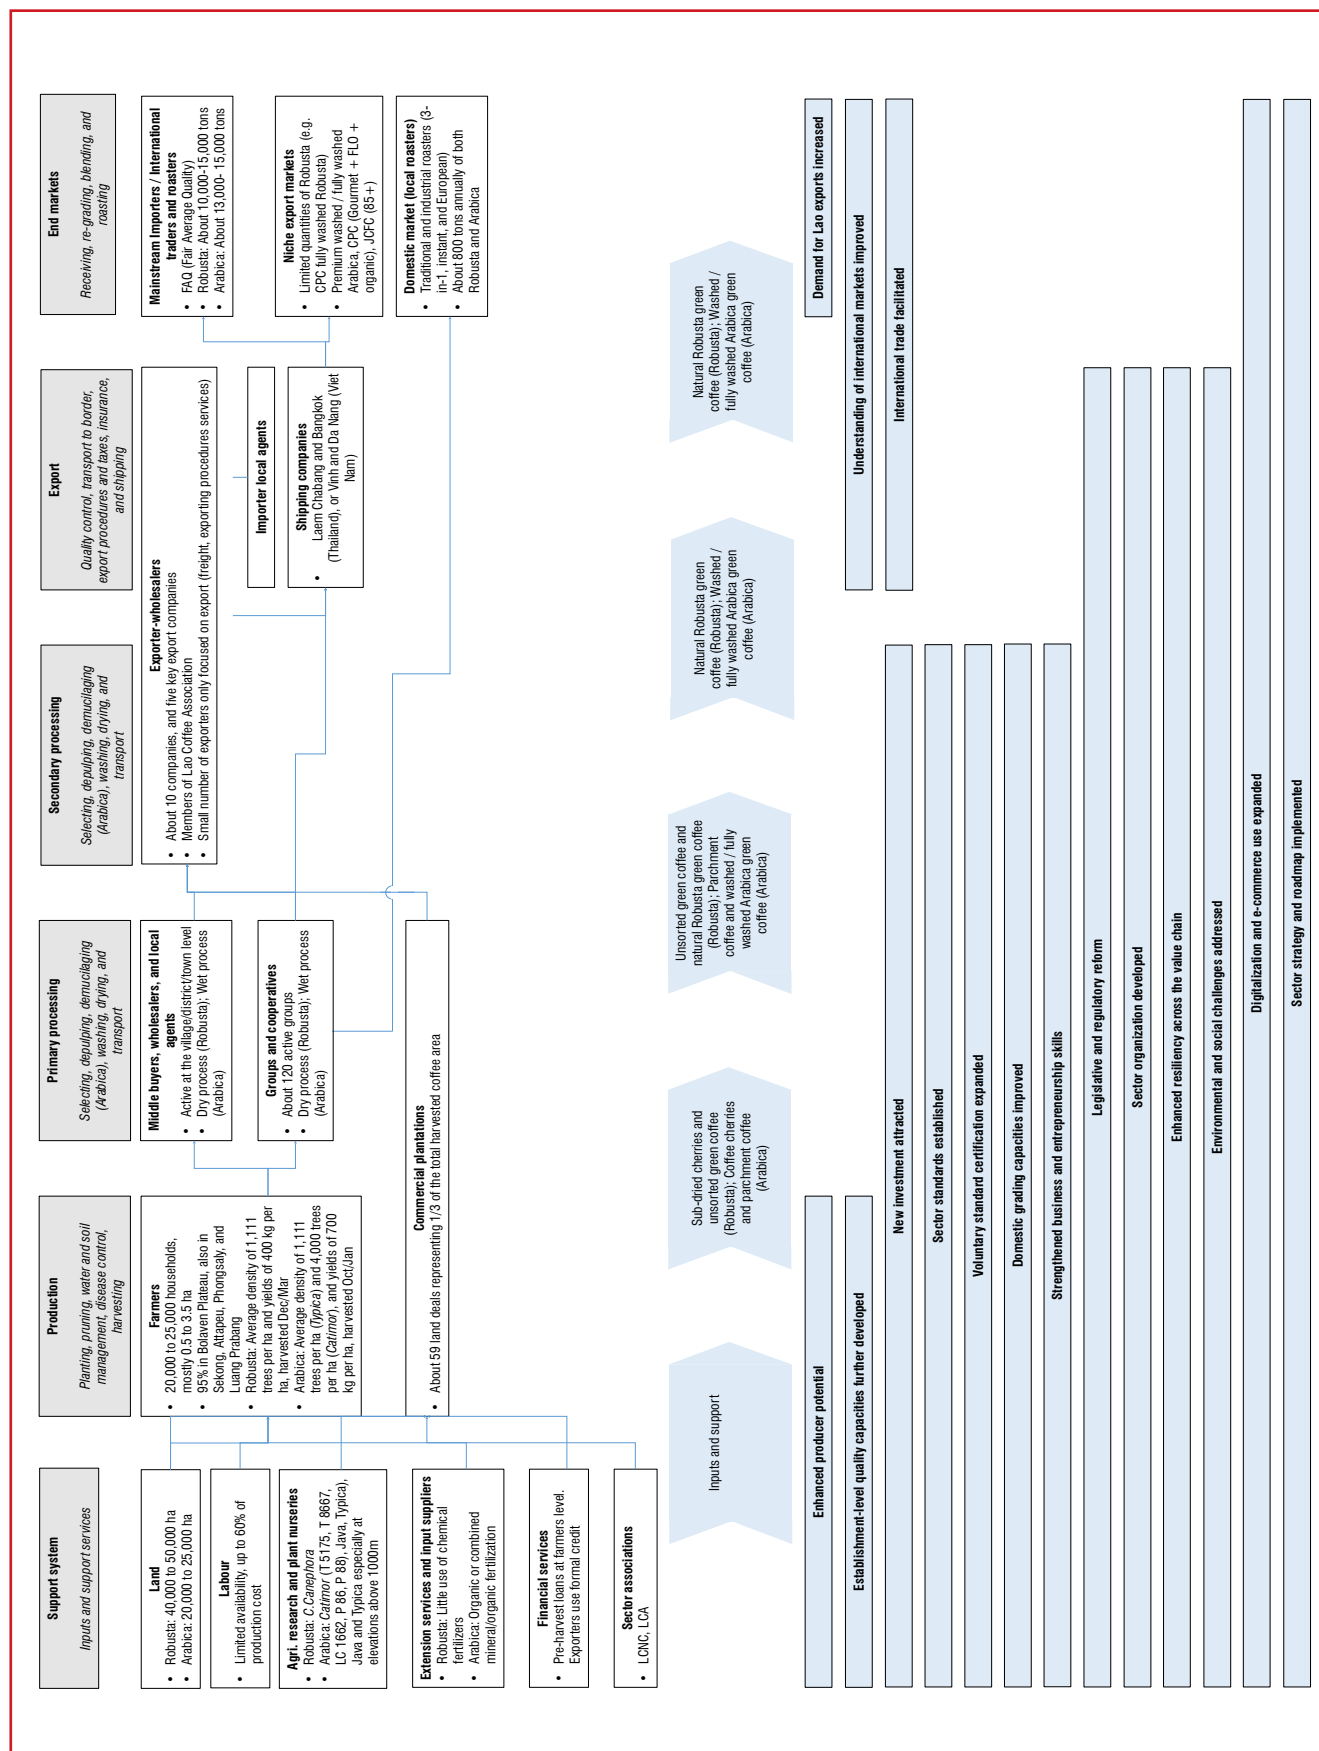 Support system
Inputs and support services
Production
Planting, pruning, water and soil
management, disease control,
harvesting
Primary processing
Selecting, depulping, demucilaging
(Arabica), washing, drying, and
transport
Secondary processing
Selecting, depulping, demucilaging
(Arabica), washing, drying, and
transport
Export
Quality control, transport to border,
export procedures and taxes, insurance,
and shipping
End markets
Receiving, re-grading, blending, and
roasting
Land
• Robusta: 40,000 to 50,000 ha
• Arabica: 20,000 to 25,000 ha
Labour
• Limited availability, up to 60% of
production cost
Agri. research and plant nurseries
• Robusta: C.Canephora
• Arabica: Catimor (T 5175, T 8667,
LC 1662, P 86, P 88), Java, Typica),
Java and Typica especially at
elevations above 1000m
Extension services and input suppliers
• Robusta: Little use of chemical
fertilizers
• Arabica: Organic or combined
mineral/organic fertilization
Financial services
• Pre-harvest loans at farmers level.
Exporters use formal credit
Sector associations
• LCNC, LCA
Farmers
• 20,000 to 25,000 households,
mostly 0.5 to 3.5 ha
• 95% in Bolaven Plateau, also in
Sekong, Attapeu, Phongsaly, and
Luang Prabang
• Robusta: Average density of 1,111
trees per ha and yields of 400 kg per
ha, harvested Dec/Mar
• Arabica: Average density of 1,111
trees per ha (Typica) and 4,000 trees
per ha (Catimor), and yields of 700
kg per ha, harvested Oct/Jan
Commercial plantations
• About 59 land deals representing 1/3 of the total harvested coffee area
Middle buyers, wholesalers, and local
agents
• Active at the village/district/town level
• Dry process (Robusta); Wet process
(Arabica)
Groups and cooperatives
• About 120 active groups
• Dry process (Robusta); Wet process
(Arabica)
Exporter-wholesalers
• About 10 companies, and five key export companies
• Members of Lao Coffee Association
• Small number of exporters only focused on export (freight, exporting procedures services)
Importer local agents
Shipping companies
• Laem Chabang and Bangkok
(Thailand), or Vinh and Da Nang (Viet
Nam)
Mainstream Importers / International
traders and roasters
• FAQ (Fair Average Quality)
• Robusta: About 10,000-15,000 tons
• Arabica: About 13,000- 15,000 tons
Niche export markets
• Limited quantities of Robusta (e.g.
CPC fully washed Robusta)
• Premium washed / fully washed
Arabica, CPC (Gourmet + FLO +
organic), JCFC (85+)
Domestic market (local roasters)
• Traditional and industrial roasters (3-
in-1, instant, and European)
• About 800 tons annually of both
Robusta and Arabica
Inputs and support
Sub-dried cherries and
unsorted green coffee
(Robusta); Coffee cherries
and parchment coffee
(Arabica)
Unsorted green coffee and
natural Robusta green coffee
(Robusta); Parchment
coffee and washed / fully
washed Arabica green
coffee (Arabica)
Natural Robusta green
coffee (Robusta); Washed /
fully washed Arabica green
coffee (Arabica)
Natural Robusta green
coffee (Robusta); Washed /
fully washed Arabica green
coffee (Arabica)
Enhanced producer potential
Demand for Lao exports increased
Establishment-level quality capacities further developed
Understanding of international markets improved
New investment attracted
International trade facilitated
Sector standards established
Voluntary standard certification expanded
Domestic grading capacities improved
Strengthened business and entrepreneurship skills
Legislative and regulatory reform
Sector organization developed
Enhanced resiliency across the value chain
Environmental and social challenges addressed
Digitalization and e-commerce use expanded
Sector strategy and roadmap implemented